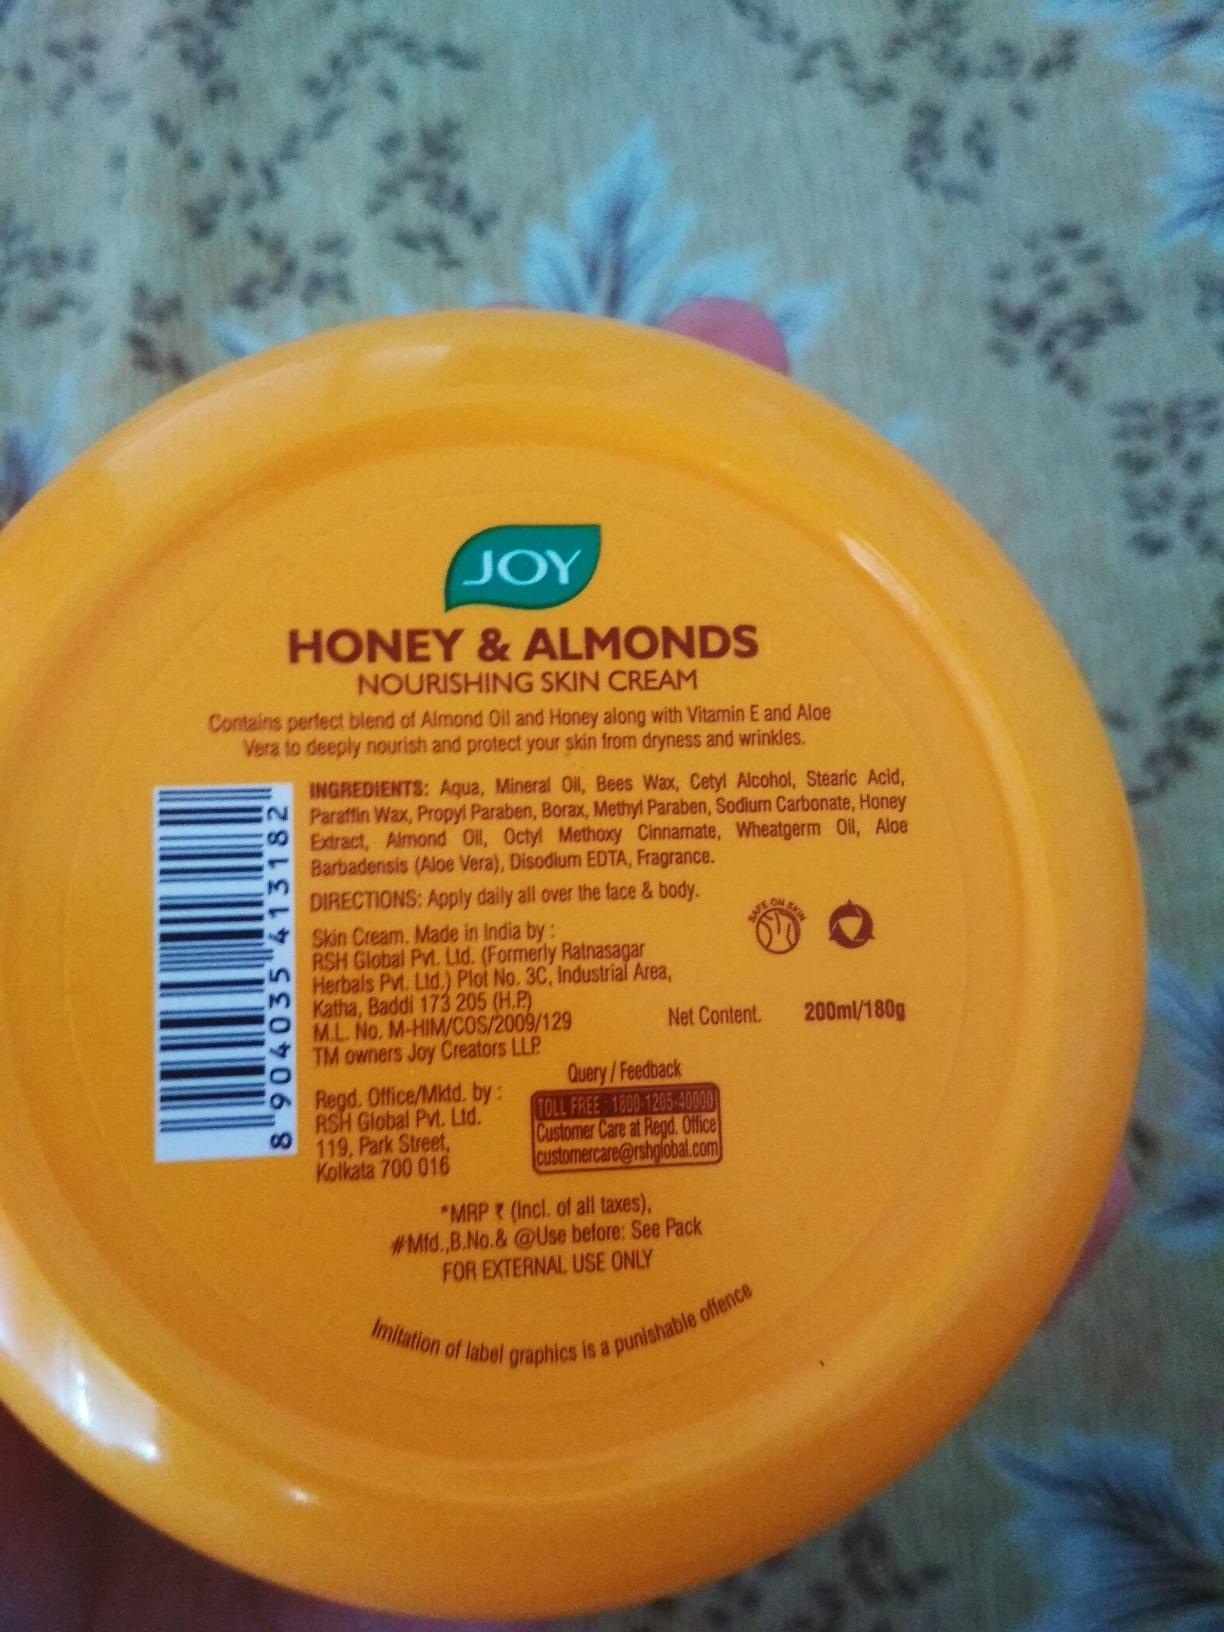 JOY
HONEY & ALMONDS
NOURISHING SKIN CREAM
Contains perfect blend of Almond Oil and Honey along with Vitamin E and Aloe
Vera to deeply nourish and protect your skin from dryness and wrinkles.
INGREDIENTS: Aqua, Mineral Oil, Bees Wax, Cetyl Alcohol, Stearic Acid,
Paraffin Wax, Propyl Paraben, Borax, Methyl Paraben, Sodium Carbonate, Honey
Extract, Almond Oil, Octyl Methoxy Cinnamate, Wheatgerm Oil, Aloe
Barbadensis (Aloe Vera), Disodium EDTA, Fragrance.
DIRECTIONS: Apply daily all over the face & body.
SAFE ON SKIN
Skin Cream. Made in India by :
RSH Global Pvt. Ltd. (Formerly Ratnasagar
Herbals Pvt. Ltd.) Plot No. 3C, Industrial Area,
Katha, Baddi 173 205 (H.P.)
M.L. No. M-HIM/COS/2009/129
TM owners Joy Creators LLP.
Net Content. 200ml/180g
Regd. Office/Mktd. by :
RSH Global Pvt. Ltd.
119, Park Street,
Kolkata 700 016
Query / Feedback
TOLL FREE : 1800-1205-40000
Customer Care at Regd. Office
customercare@rshglobal.com
8 904035 413182
*MRP ₹ (Incl. of all taxes),
#Mfd.,B.No.& @Use before: See Pack
FOR EXTERNAL USE ONLY
Imitation of label graphics is a punishable offence